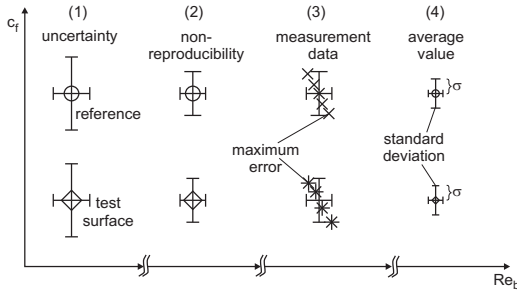 c_f
(1)
uncertainty
(2)
non-
reproducibility
(3)
measurement
data
(4)
average
value
reference
}σ
maximum
error
standard
deviation
test
surface
}σ
Re_b